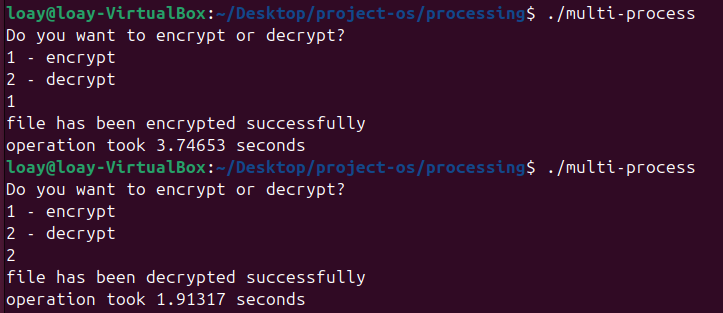 loay@loay-VirtualBox:~/Desktop/project-os/processing$ ./multi-process
Do you want to encrypt or decrypt?
1 - encrypt
2 - decrypt
1
file has been encrypted successfully
operation took 3.74653 seconds
loay@loay-VirtualBox:~/Desktop/project-os/processing$ ./multi-process
Do you want to encrypt or decrypt?
1 - encrypt
2 - decrypt
2
file has been decrypted successfully
operation took 1.91317 seconds